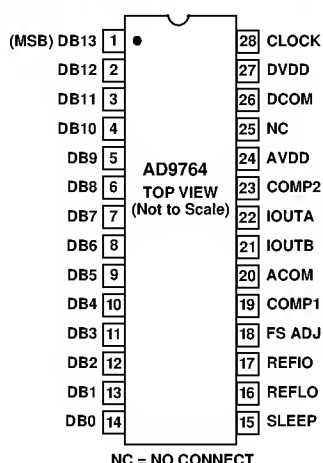 (MSB) DB13 1 28 CLOCK
DB12 2 27 DVDD
DB11 3 26 DCOM
DB10 4 25 NC
DB9 5 24 AVDD
DB8 6 23 COMP2
DB7 7 22 IOUTA
DB6 8 21 IOUTB
DB5 9 20 ACOM
DB4 10 19 COMP1
DB3 11 18 FS ADJ
DB2 12 17 REFIO
DB1 13 16 REFLO
DB0 14 15 SLEEP
AD9764
TOP VIEW
(Not to Scale)
NC = NO CONNECT